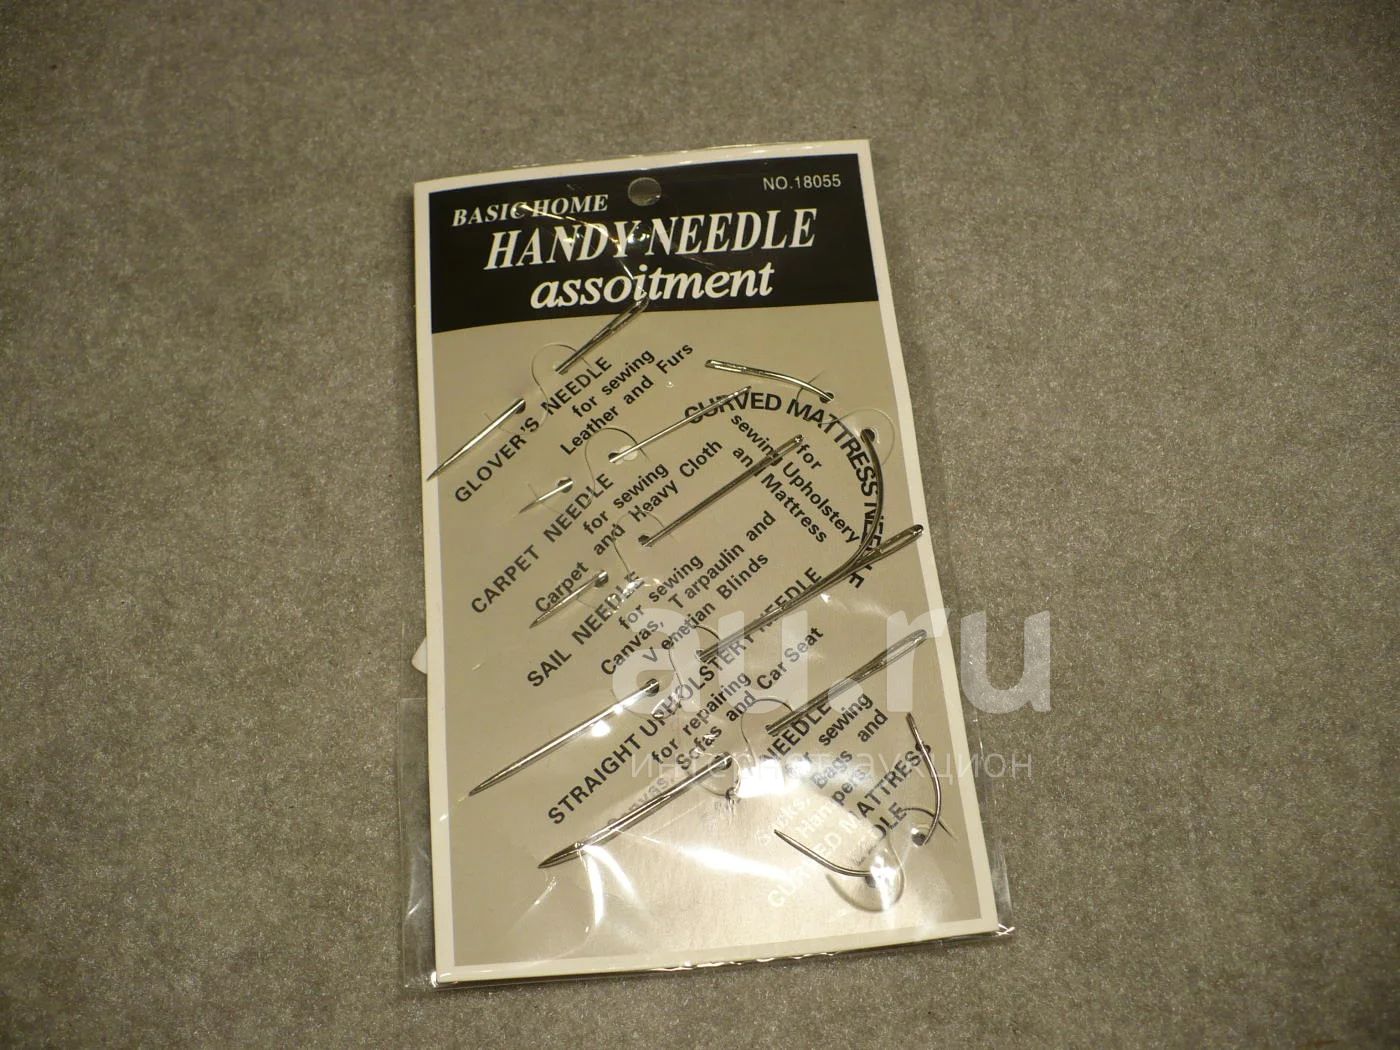 NO.18055
BASIC HOME
HANDY NEEDLE
assoitment
GLOVER'S NEEDLE
for sewing
Leather and Furs
CURVED MATTRESS NEEDLE
for
sewing Upholstery
and Mattress
CARPET NEEDLE
for sewing
Carpet and Heavy Cloth
SAIL NEEDLE
for sewing
Canvas, Tarpaulin and
Venetian Blinds
STRAIGHT UPHOLSTERY NEEDLE
for repairing
Canvas, Sofas and Car Seat
NEEDLE
sewing
Bags and
CURVED MATTRESS
au.ru
интернет-аукцион